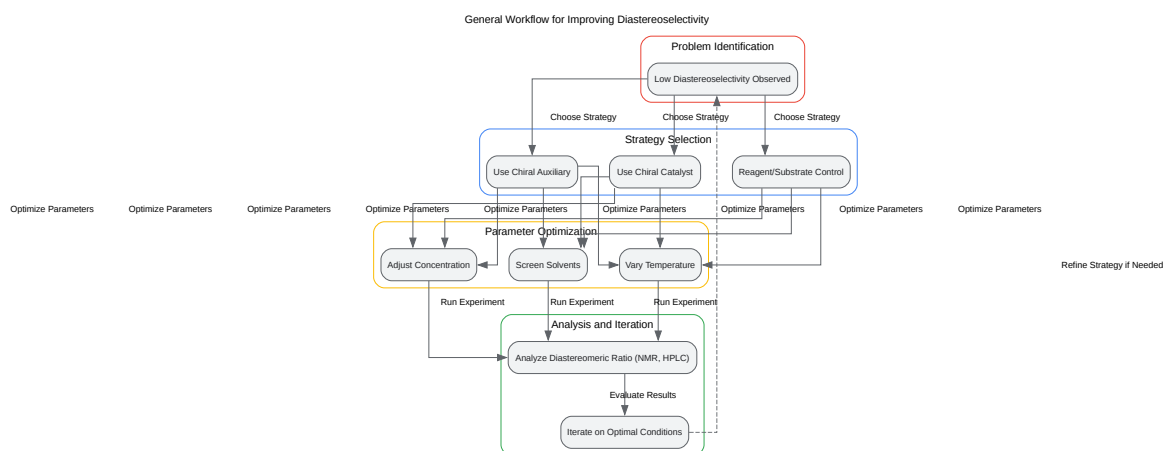 General Workflow for Improving Diastereoselectivity
Problem Identification
Low Diastereoselectivity Observed
Choose Strategy
Choose Strategy
Choose Strategy
Strategy Selection
Use Chiral Auxiliary
Use Chiral Catalyst
Reagent/Substrate Control
Optimize Parameters
Optimize Parameters
Optimize Parameters
Optimize Parameters
Optimize Parameters
Optimize Parameters
Optimize Parameters
Optimize Parameters
Optimize Parameters
Parameter Optimization
Adjust Concentration
Screen Solvents
Vary Temperature
Refine Strategy if Needed
Run Experiment
Run Experiment
Run Experiment
Analysis and Iteration
Analyze Diastereomeric Ratio (NMR, HPLC)
Evaluate Results
Iterate on Optimal Conditions